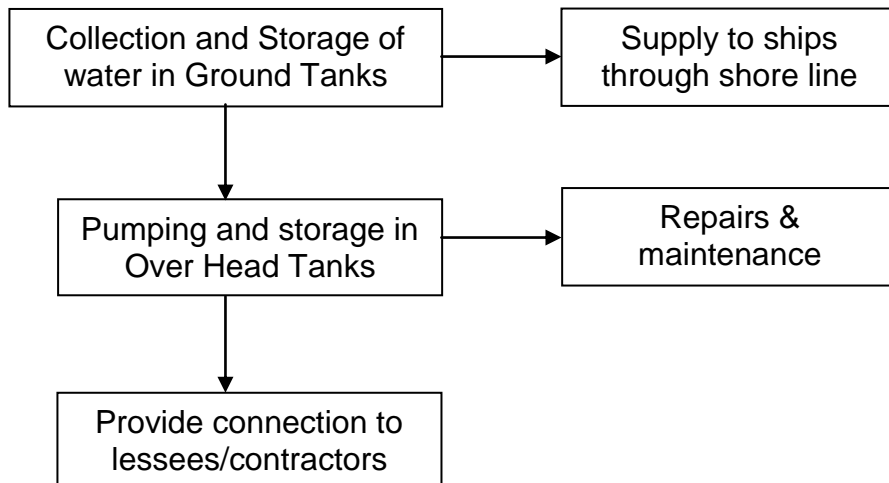 Collection and Storage of
water in Ground Tanks
Supply to ships
through shore line
Pumping and storage in
Over Head Tanks
Repairs &
maintenance
Provide connection to
lessees/contractors